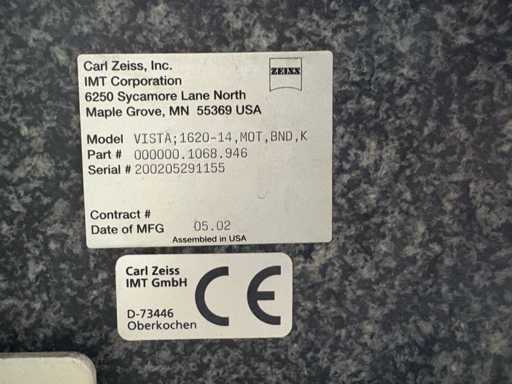 Carl Zeiss, Inc.
IMT Corporation
6250 Sycamore Lane North
Maple Grove, MN 55369 USA
ZEISS
Model VISTA;1620-14,MOT,BND,K
Part # 000000.1068.946
Serial # 200205291155
Contract #
Date of MFG 05.02
Assembled in USA
Carl Zeiss
IMT GmbH
D-73446
Oberkochen
CE